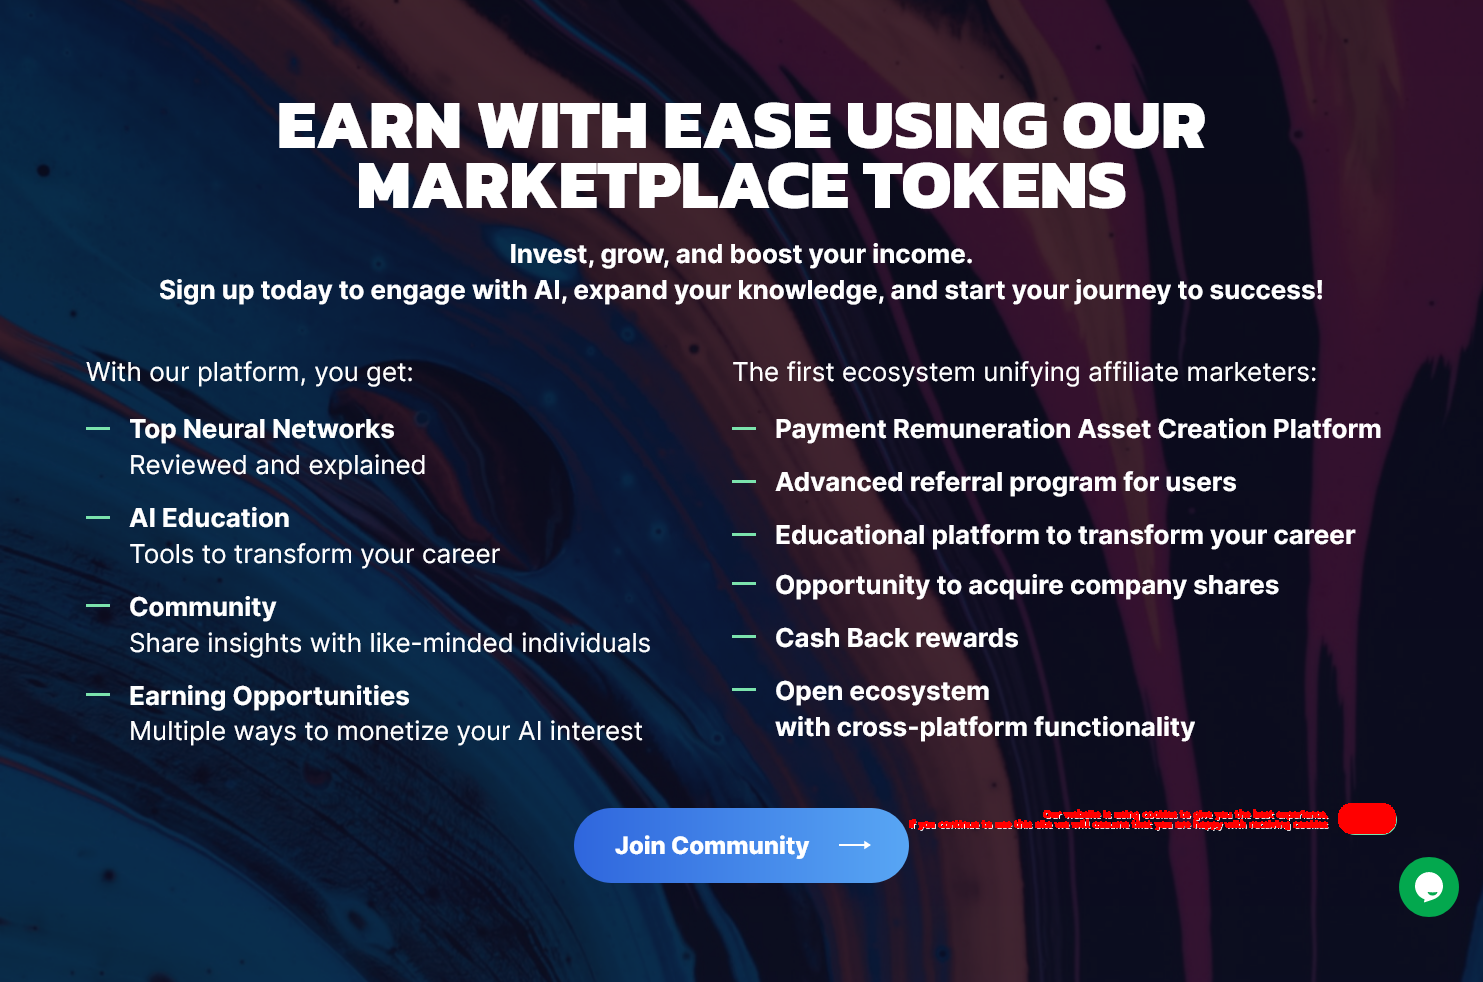 EARN WITH EASE USING OUR
MARKETPLACE TOKENS
Invest, grow, and boost your income.
Sign up today to engage with AI, expand your knowledge, and start your journey to success!
With our platform, you get:
Top Neural Networks
Reviewed and explained
AI Education
Tools to transform your career
Community
Share insights with like-minded individuals
Earning Opportunities
Multiple ways to monetize your AI interest
The first ecosystem unifying affiliate marketers:
Payment Remuneration Asset Creation Platform
Advanced referral program for users
Educational platform to transform your career
Opportunity to acquire company shares
Cash Back rewards
Open ecosystem
with cross-platform functionality
Join Community
Our website is using cookies to give you the best experience.
If you continue to use this site we will assume that you are happy with receiving cookies